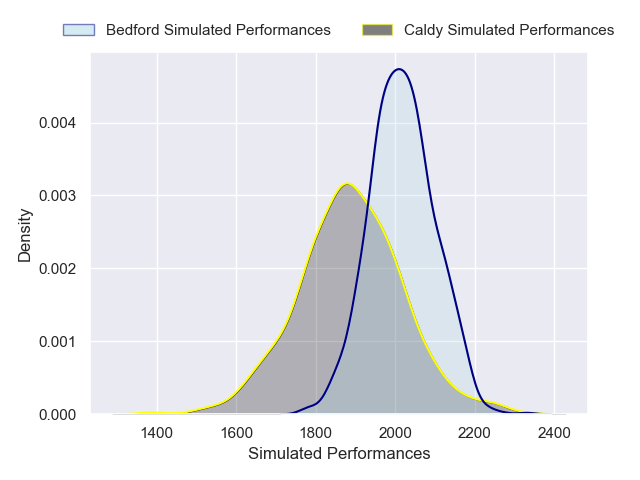 Bedford Simulated Performances Caldy Simulated Performances
0.004
0.003
0.002
0.001
0.000
Density
1400 1600 1800 2000 2200 2400
Simulated Performances